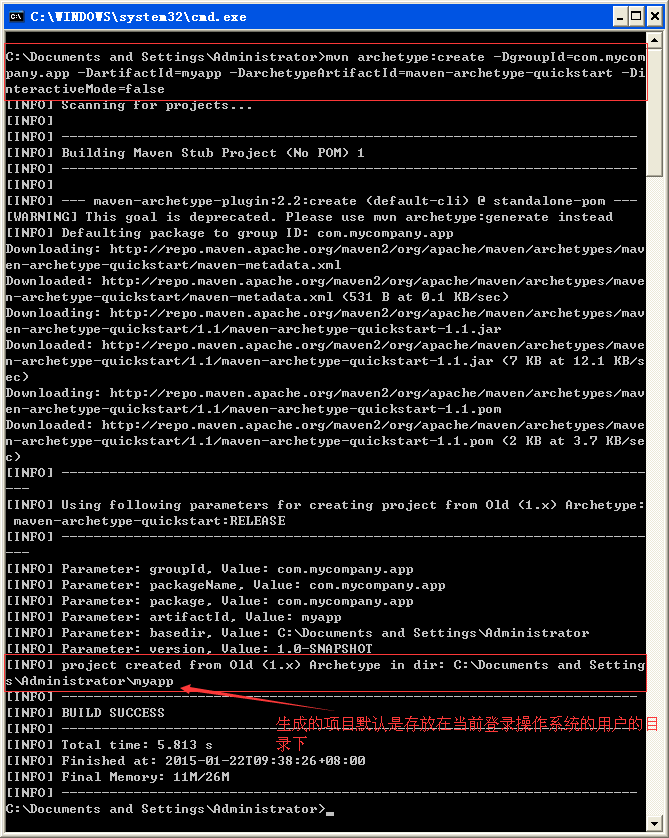 C:\WINDOWS\system32\cmd.exe
C:\Documents and Settings\Administrator>mvn archetype:create -DgroupId=com.mycom
pany.app -DartifactId=myapp -DarchetypeArtifactId=maven-archetype-quickstart -Di
nteractiveMode=false
[INFO] Scanning for projects...
[INFO]
[INFO] ------------------------------------------------------------------------
[INFO] Building Maven Stub Project (No POM) 1
[INFO] ------------------------------------------------------------------------
[INFO]
[INFO] --- maven-archetype-plugin:2.2:create (default-cli) @ standalone-pom ---
[WARNING] This goal is deprecated. Please use mvn archetype:generate instead
[INFO] Defaulting package to group ID: com.mycompany.app
Downloading: http://repo.maven.apache.org/maven2/org/apache/maven/archetypes/mav
en-archetype-quickstart/maven-metadata.xml
Downloaded: http://repo.maven.apache.org/maven2/org/apache/maven/archetypes/mave
n-archetype-quickstart/maven-metadata.xml (531 B at 0.1 KB/sec)
Downloading: http://repo.maven.apache.org/maven2/org/apache/maven/archetypes/mav
en-archetype-quickstart/1.1/maven-archetype-quickstart-1.1.jar
Downloaded: http://repo.maven.apache.org/maven2/org/apache/maven/archetypes/mave
n-archetype-quickstart/1.1/maven-archetype-quickstart-1.1.jar (7 KB at 12.1 KB/s
ec)
Downloading: http://repo.maven.apache.org/maven2/org/apache/maven/archetypes/mav
en-archetype-quickstart/1.1/maven-archetype-quickstart-1.1.pom
Downloaded: http://repo.maven.apache.org/maven2/org/apache/maven/archetypes/mave
n-archetype-quickstart/1.1/maven-archetype-quickstart-1.1.pom (2 KB at 3.7 KB/se
c)
[INFO] -------------------------------------------------------------------------
---
[INFO] Using following parameters for creating project from Old (1.x) Archetype:
 maven-archetype-quickstart:RELEASE
[INFO] -------------------------------------------------------------------------
---
[INFO] Parameter: groupId, Value: com.mycompany.app
[INFO] Parameter: packageName, Value: com.mycompany.app
[INFO] Parameter: package, Value: com.mycompany.app
[INFO] Parameter: artifactId, Value: myapp
[INFO] Parameter: basedir, Value: C:\Documents and Settings\Administrator
[INFO] Parameter: version, Value: 1.0-SNAPSHOT
[INFO] project created from Old (1.x) Archetype in dir: C:\Documents and Setting
s\Administrator\myapp
[INFO] ------------------------------------------------------------------------
[INFO] BUILD SUCCESS
生成的项目默认是存放在当前登录操作系统的用户的目
录下
[INFO] ------------------------------------------------------------------------
[INFO] Total time: 5.813 s
[INFO] Finished at: 2015-01-22T09:38:26+08:00
[INFO] Final Memory: 11M/26M
[INFO] ------------------------------------------------------------------------
C:\Documents and Settings\Administrator>_